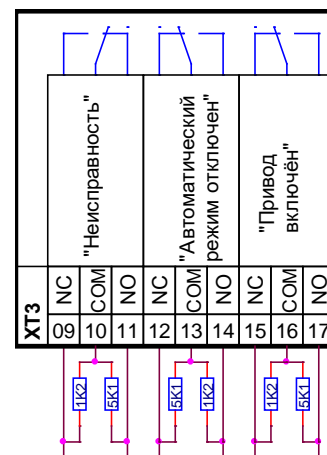 "Неисправность"
"Автоматический
режим отключен"
"Привод
включён"
XT3
NC COM NO NC COM NO NC COM NO
09 10 11 12 13 14 15 16 17
1K2 5K1 5K1 1K2 1K2 5K1